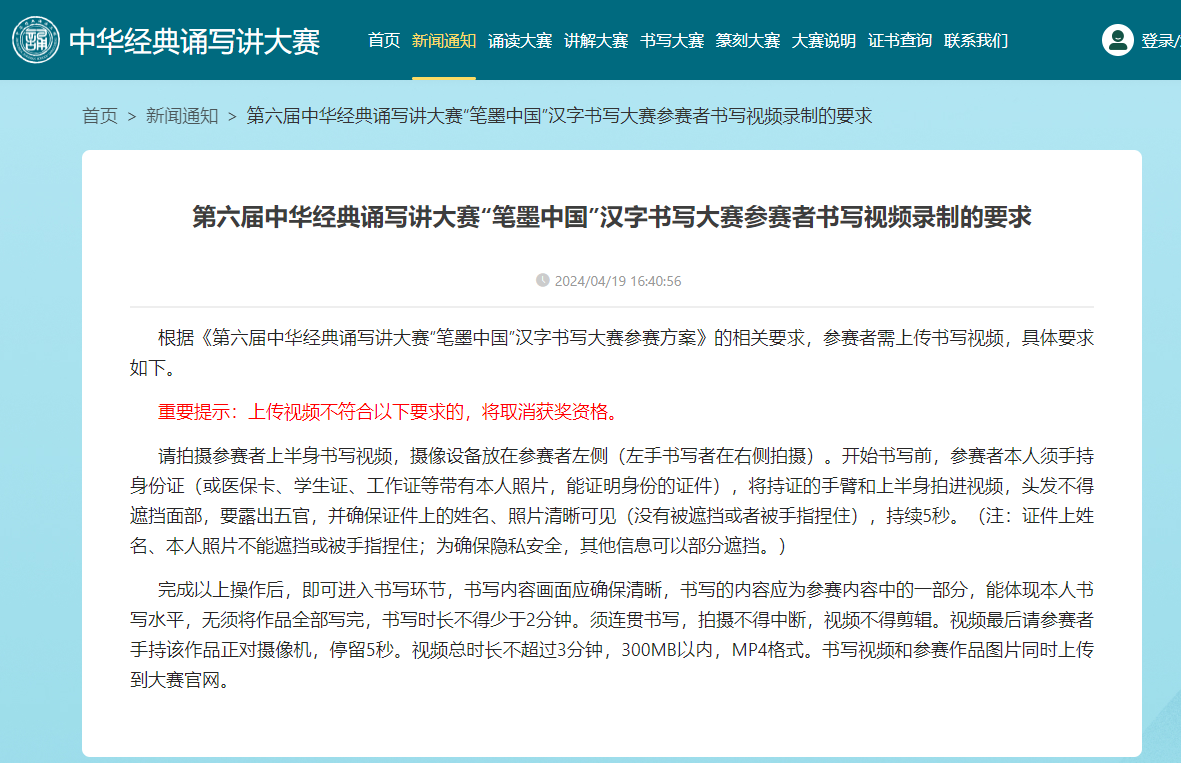 中华经典诵写讲大赛
首页 新闻通知 诵读大赛 讲解大赛 书写大赛 篆刻大赛 大赛说明 证书查询 联系我们
登录/
首页 > 新闻通知 > 第六届中华经典诵写讲大赛“笔墨中国”汉字书写大赛参赛者书写视频录制的要求
第六届中华经典诵写讲大赛“笔墨中国”汉字书写大赛参赛者书写视频录制的要求
2024/04/19 16:40:56
根据《第六届中华经典诵写讲大赛“笔墨中国”汉字书写大赛参赛方案》的相关要求，参赛者需上传书写视频，具体要求
如下。
重要提示：上传视频不符合以下要求的，将取消获奖资格。
请拍摄参赛者上半身书写视频，摄像设备放在参赛者左侧（左手书写者在右侧拍摄）。开始书写前，参赛者本人须手持
身份证（或医保卡、学生证、工作证等带有本人照片，能证明身份的证件），将持证的手臂和上半身拍进视频，头发不得
遮挡面部，要露出五官，并确保证件上的姓名、照片清晰可见（没有被遮挡或者被手指捏住），持续5秒。（注：证件上姓
名、本人照片不能遮挡或被手指捏住；为确保隐私安全，其他信息可以部分遮挡。）
完成以上操作后，即可进入书写环节，书写内容画面应确保清晰，书写的内容应为参赛内容中的一部分，能体现本人书
写水平，无须将作品全部写完，书写时长不得少于2分钟。须连贯书写，拍摄不得中断，视频不得剪辑。视频最后请参赛者
手持该作品正对摄像机，停留5秒。视频总时长不超过3分钟，300MB以内，MP4格式。书写视频和参赛作品图片同时上传
到大赛官网。